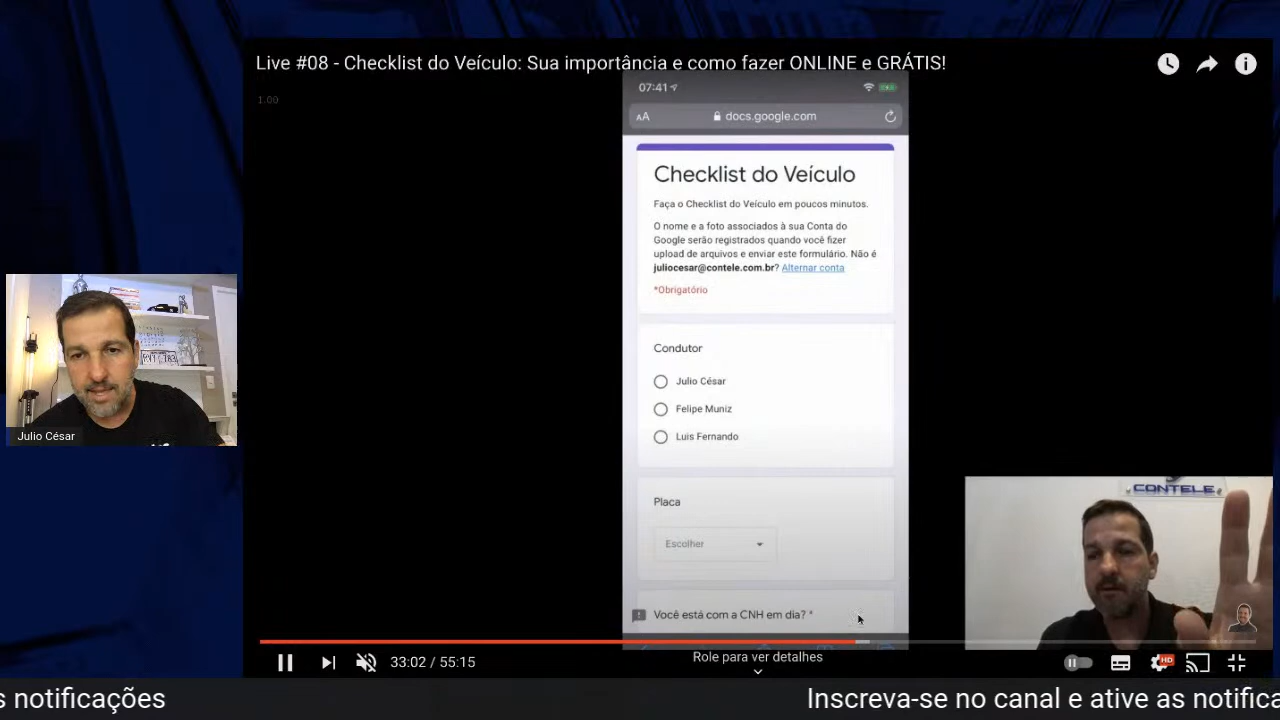 Live #08 - Checklist do Veículo: Sua importância e como fazer ONLINE e GRÁTIS!
1.00
07:41
AA docs.google.com
Checklist do Veículo
Faça o Checklist do Veículo em poucos minutos.
O nome e a foto associados à sua Conta do
Google serão registrados quando você fizer
upload de arquivos e enviar este formulário. Não é
juliocesar@contele.com.br? Alternar conta
*Obrigatório
Condutor
Julio César
Felipe Muniz
Luis Fernando
Placa
Escolher
Você está com a CNH em dia? *
Julio César
CONTELE
33:02 / 55:15
Role para ver detalhes
HD
s notificações
Inscreva-se no canal e ative as notifica